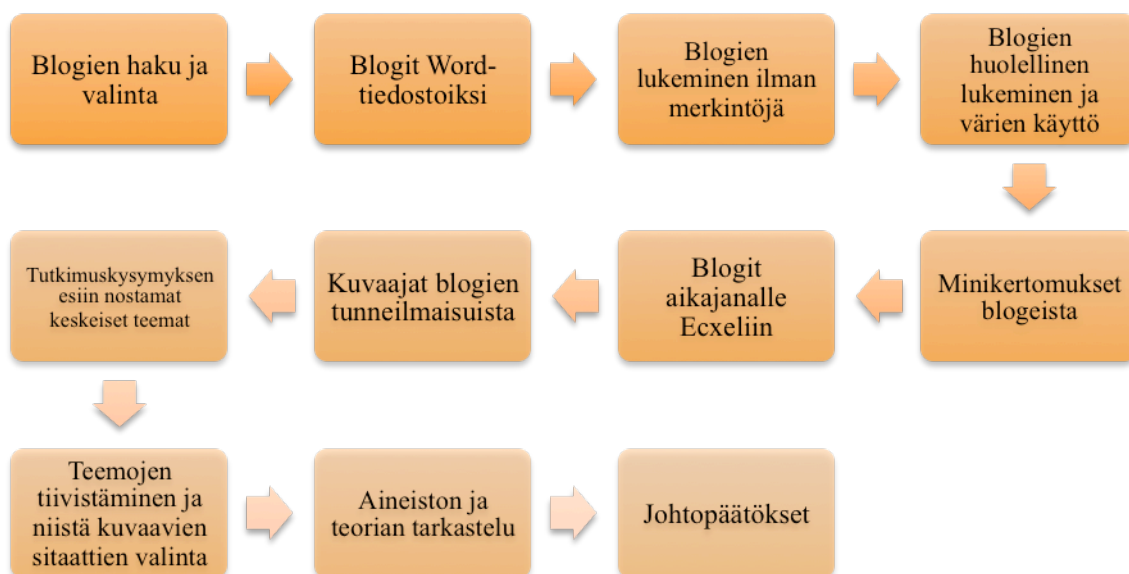 Blogien haku ja
valinta
Blogit Word-
tiedostoiksi
Blogien
lukeminen ilman
merkintöjä
Blogien
huolellinen
lukeminen ja
värien käyttö
Minikertomukset
blogeista
Blogit
aikajanalle
Ecxeliin
Kuvaajat blogien
tunneilmaisuista
Tutkimuskysymyksen
esiin nostamat
keskeiset teemat
Teemojen
tiivistäminen ja
niistä kuvaavien
sitaattien valinta
Aineiston ja
teorian tarkastelu
Johtopäätökset